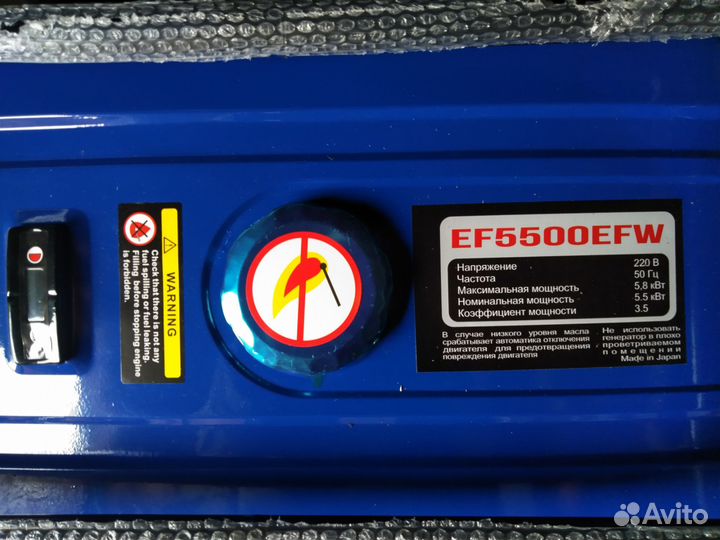 WARNING
Check that there is not any
fuel spilling or fuel leaking.
Filling before stopping engine
is forbidden.
EF5500EFW
Напряжение 220 В
Частота 50 Гц
Максимальная мощность 5,8 кВт
Номинальная мощность 5.5 кВт
Коэффициент мощности 3.5
В случае низкого уровня масла
срабатывает автоматика отключения
двигателя для предотвращения
повреждения двигателя
Не использовать
генератор в плохо
проветриваемом
помещении
Made in Japan
Avito